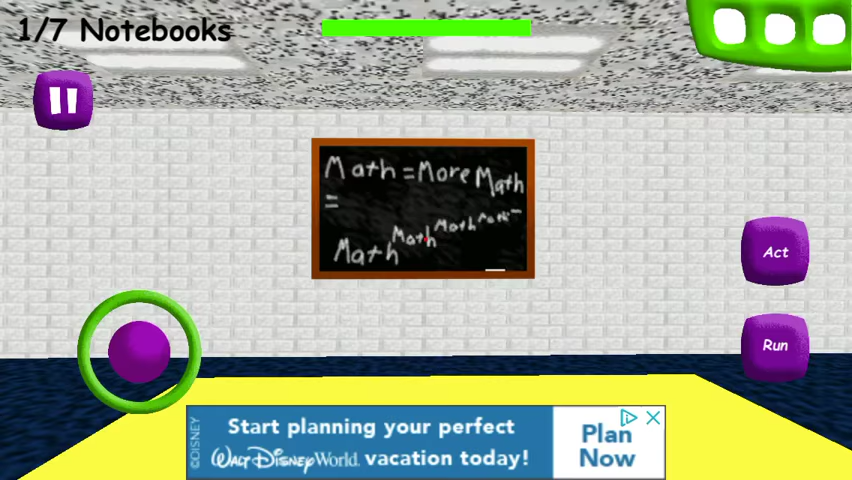 1/7 Notebooks
Math = More Math
=
Math Math Math Math
Act
Run
©DISNEY
Start planning your perfect
WALT DISNEY World. vacation today!
Plan
Now